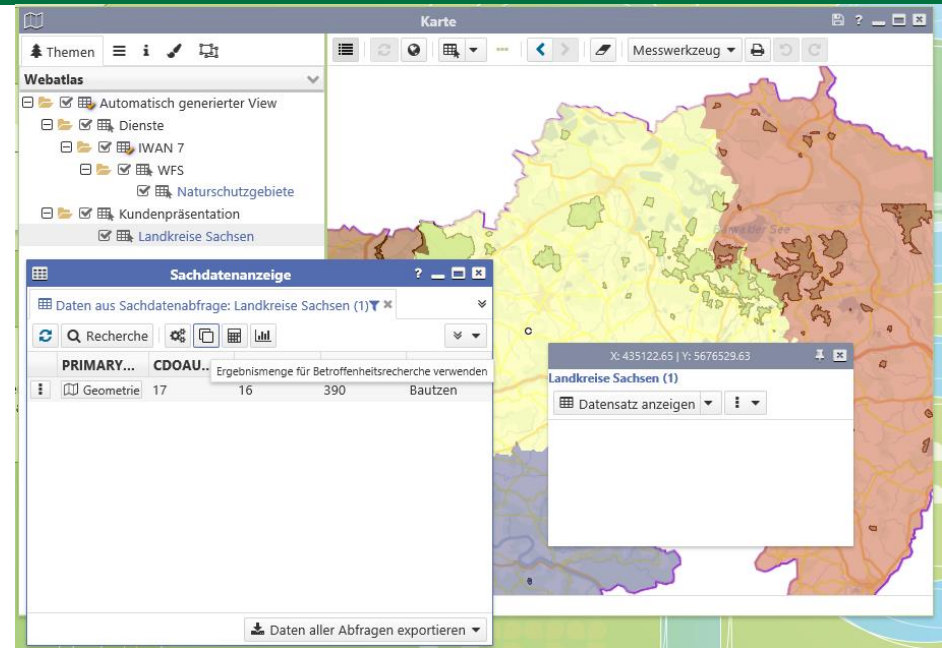 Karte
Themen
Messwerkzeug
Webatlas
Automatisch generierter View
Dienste
IWAN 7
WFS
Naturschutzgebiete
Kundenpräsentation
Landkreise Sachsen
Sachdatenanzeige
Daten aus Sachdatenabfrage: Landkreise Sachsen (1)
Recherche
PRIMARY... CDOAU...
Ergebnismenge für Betroffenheitsrecherche verwenden
Geometrie 17 16 390 Bautzen
Daten aller Abfragen exportieren
X: 435122.65 | Y: 5676529.63
Landkreise Sachsen (1)
Datensatz anzeigen